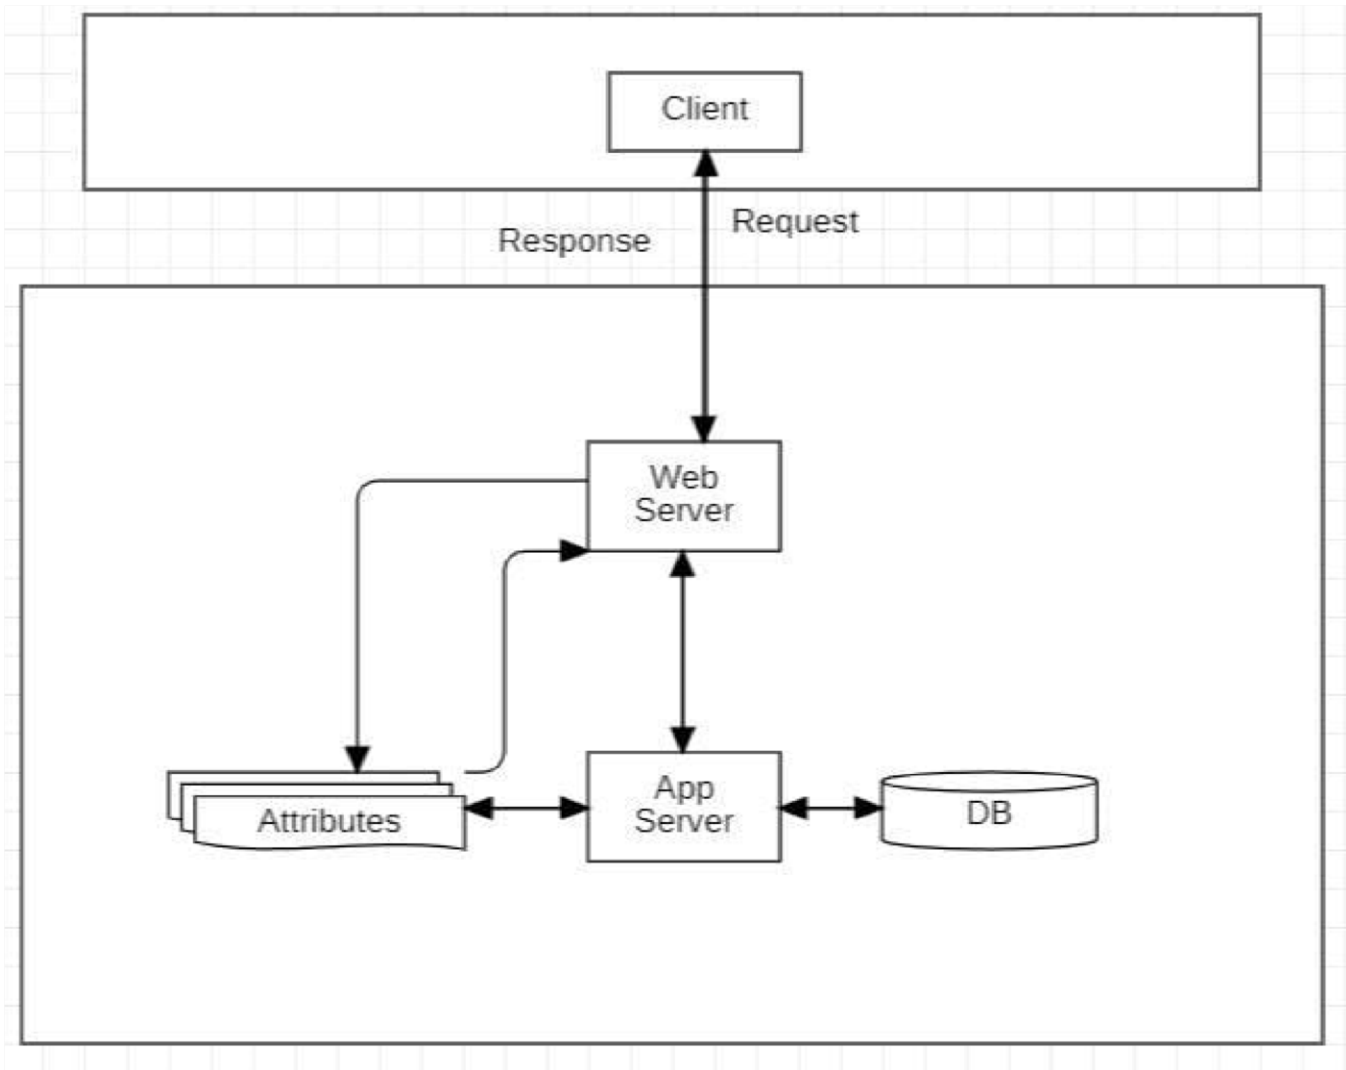 Client
Request
Response
Web
Server
App
Server
Attributes
DB